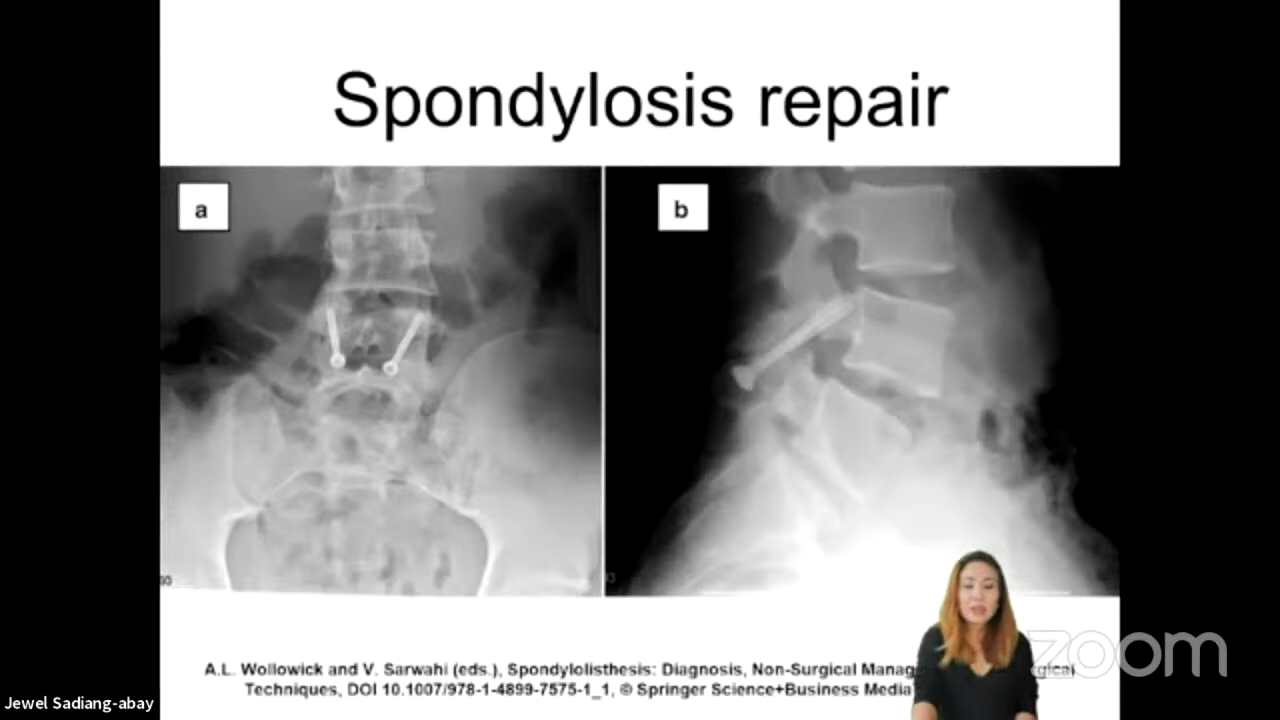 Spondylosis repair
a
b
A.L. Wollowick and V. Sarwahi (eds.), Spondylolisthesis: Diagnosis, Non-Surgical
Techniques, DOI 10.1007/978-1-4899-7575-1_1, © Springer Science+Business Media
zoom
Jewel Sadiang-abay